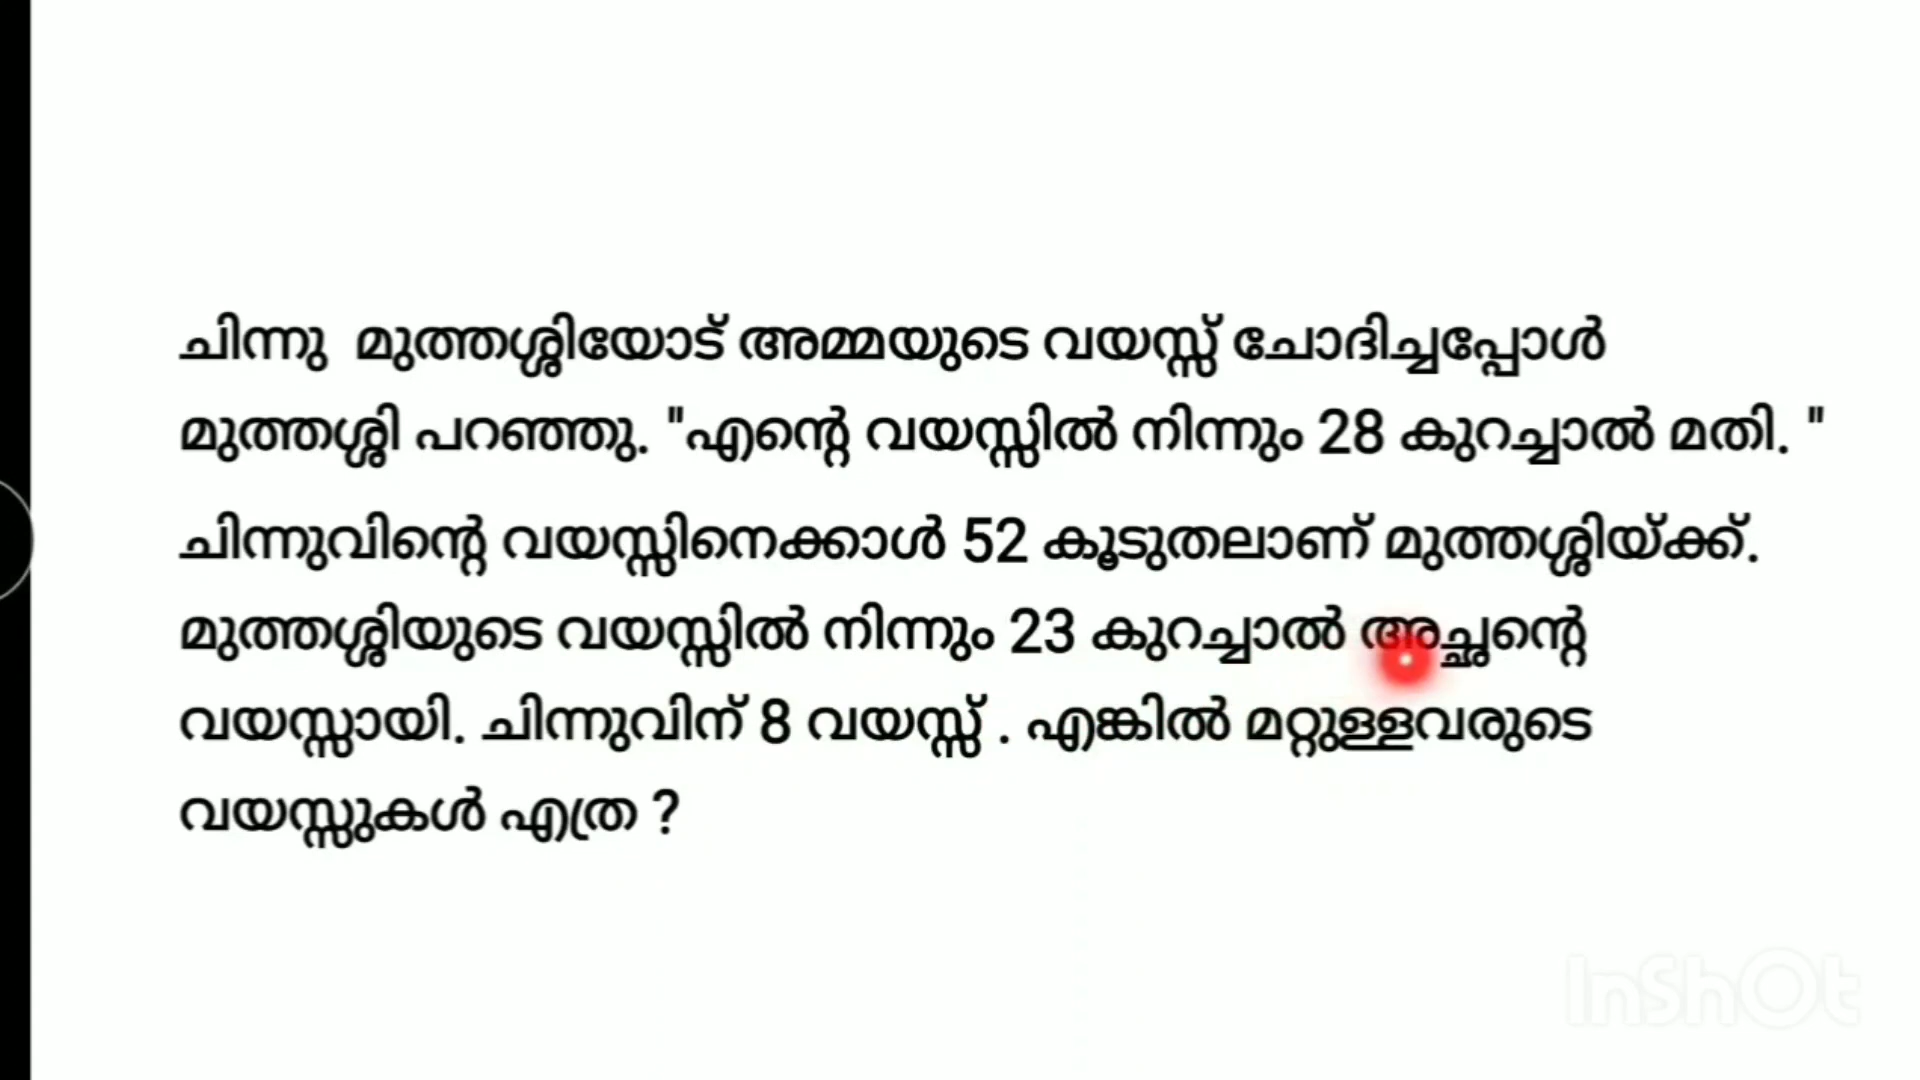 ചിന്നു മുത്തശ്ശിയോട് അമ്മയുടെ വയസ്സ് ചോദിച്ചപ്പോൾ
മുത്തശ്ശി പറഞ്ഞു. "എന്റെ വയസ്സിൽ നിന്നും 28 കുറച്ചാൽ മതി. "
ചിന്നുവിന്റെ വയസ്സിനെക്കാൾ 52 കൂടുതലാണ് മുത്തശ്ശിയ്ക്ക്.
മുത്തശ്ശിയുടെ വയസ്സിൽ നിന്നും 23 കുറച്ചാൽ അച്ഛന്റെ
വയസ്സായി. ചിന്നുവിന് 8 വയസ്സ് . എങ്കിൽ മറ്റുള്ളവരുടെ
വയസ്സുകൾ എത്ര ?
InShOt